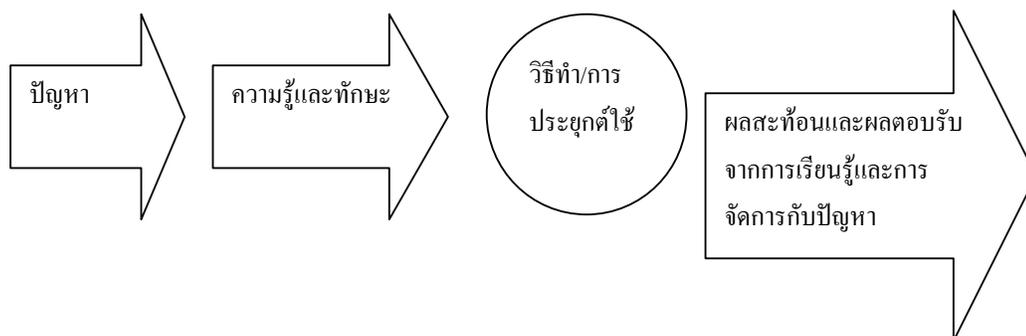 ปัญหา
ความรู้และทักษะ
วิธีทำ/การ
ประยุกต์ใช้
ผลสะท้อนและผลตอบรับ
จากการเรียนรู้และการ
จัดการกับปัญหา